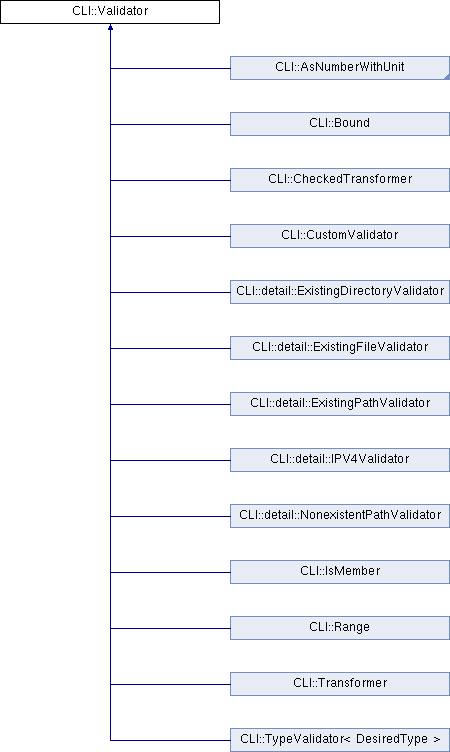 CLI::Validator
CLI::AsNumberWithUnit
CLI::Bound
CLI::CheckedTransformer
CLI::CustomValidator
CLI::detail::ExistingDirectoryValidator
CLI::detail::ExistingFileValidator
CLI::detail::ExistingPathValidator
CLI::detail::IPV4Validator
CLI::detail::NonexistentPathValidator
CLI::IsMember
CLI::Range
CLI::Transformer
CLI::TypeValidator< DesiredType >